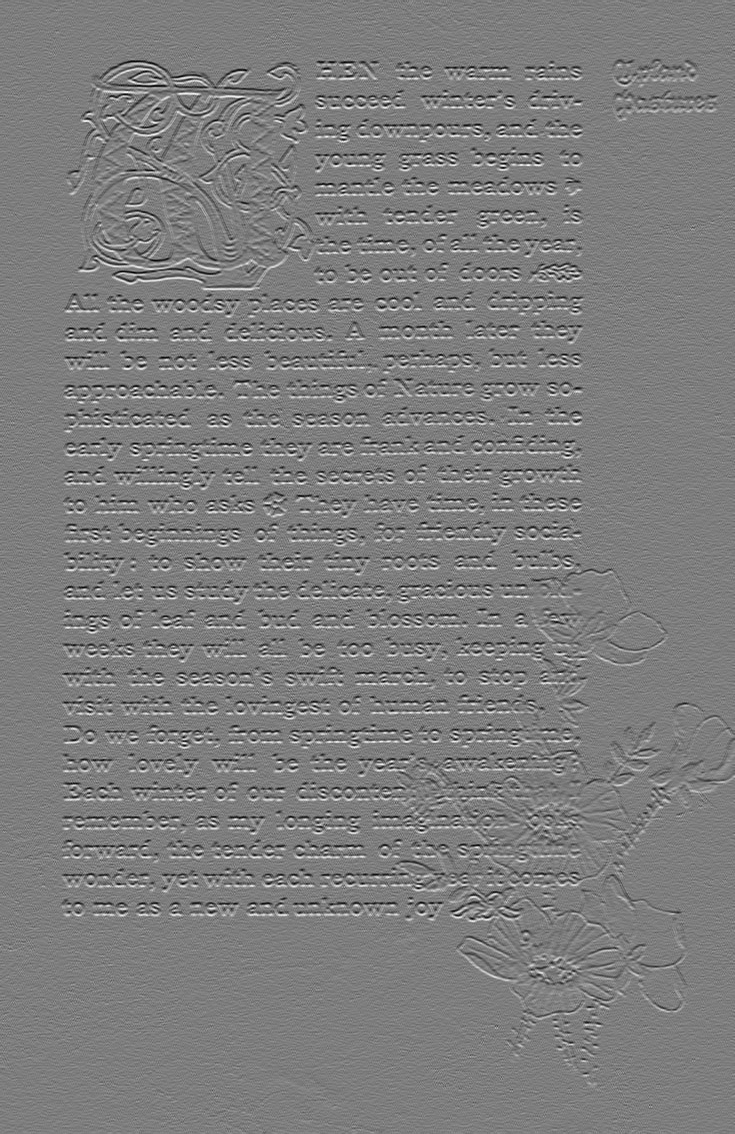 WHEN the warm rains
succeed winter's driv-
ing downpours, and the
young grass begins to
mantle the meadows
with tender green, is
the time, of all the year,
to be out of doors
All the woodsy places are cool and dripping
and dim and delicious. A month later they
will be not less beautiful, perhaps, but less
approachable. The things of Nature grow so-
phisticated as the season advances. In the
early springtime they are frank and confiding,
and willingly tell the secrets of their growth
to him who asks They have time, in these
first beginnings of things, for friendly socia-
bility: to show their tiny roots and bulbs,
and let us study the delicate, gracious
ings of leaf and bud and blossom. In a few
weeks they will all be too busy, keeping up
with the season's swift march, to stop and
visit with the lovingest of human friends.
Do we forget, from springtime to springtime,
how lovely will be the year's awakening?
Each winter of our discontent I think that I
remember, as my longing imagination looks
forward, the tender charm of the springtime
wonder, yet with each recurring year it comes
to me as a new and unknown joy
Upland
Pastures